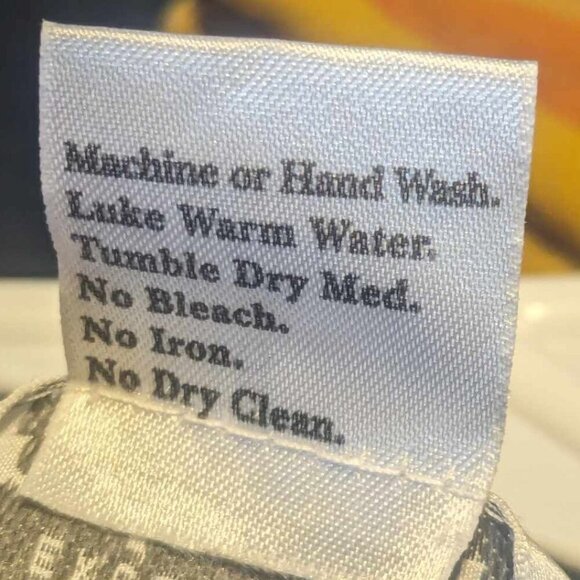 Machine or Hand Wash.
Luke Warm Water.
Tumble Dry Med.
No Bleach.
No Iron.
No Dry Clean.